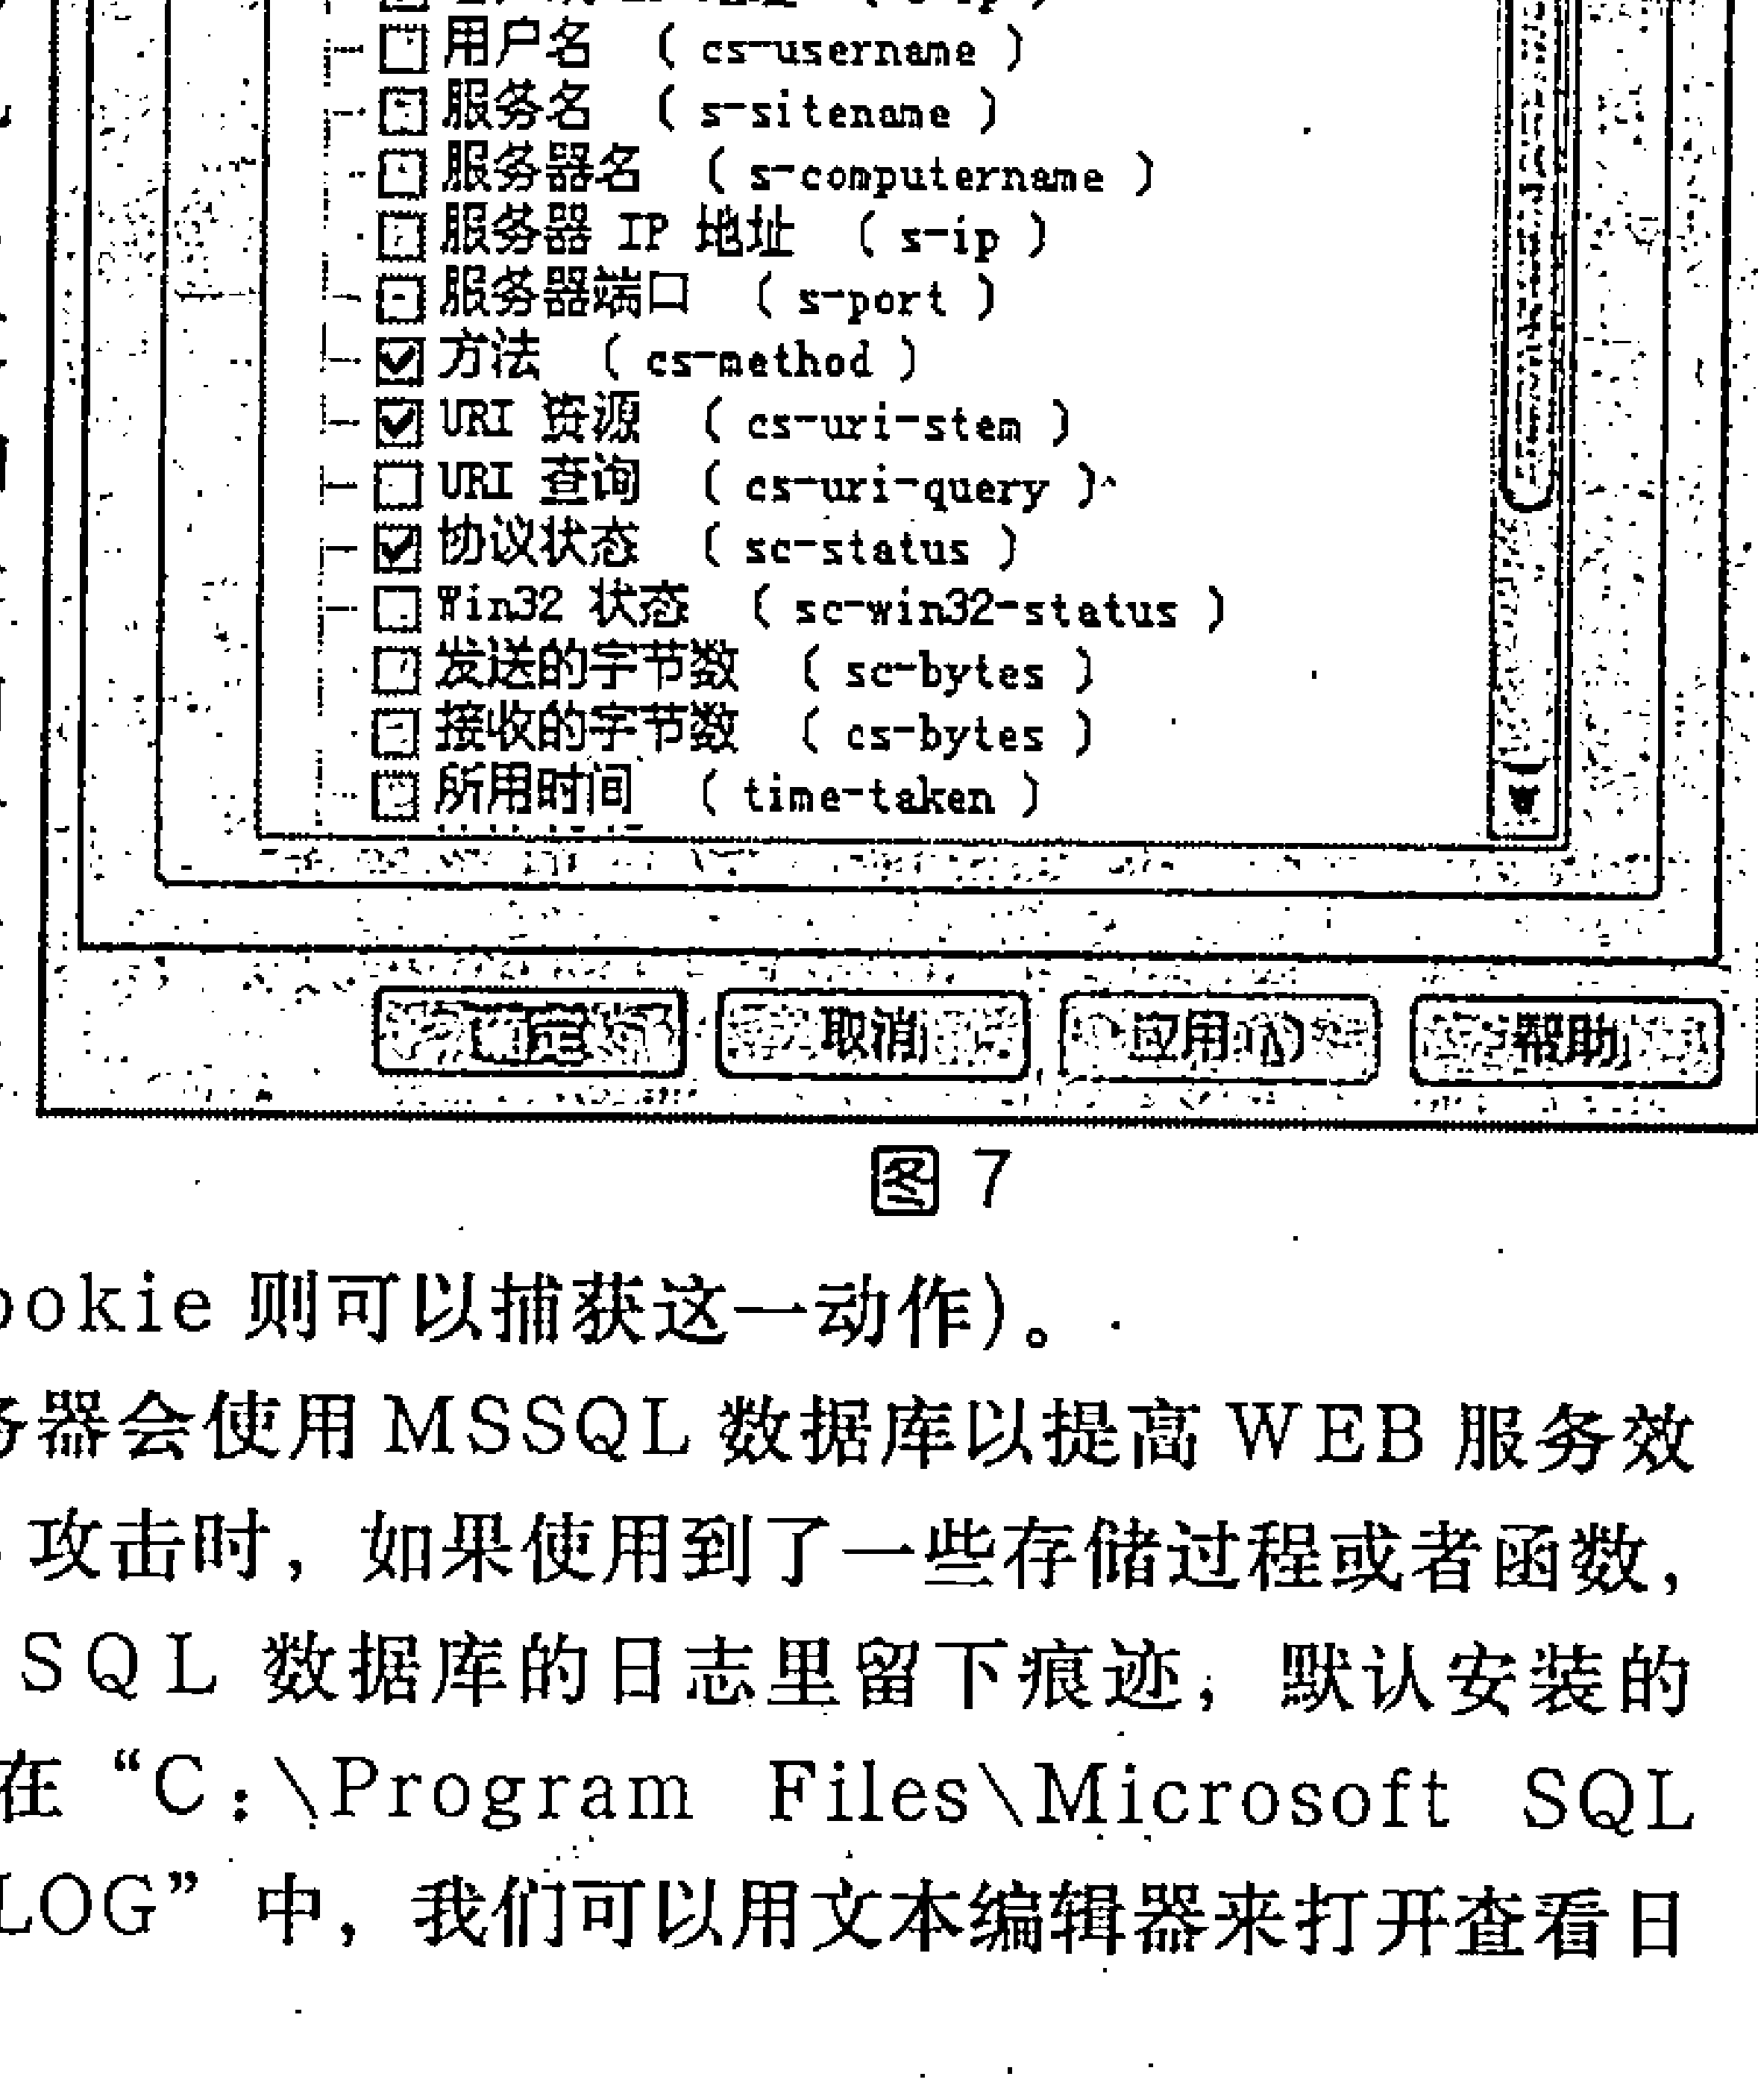 用户名 ( cs-username )
服务名 ( s-sitename )
服务器名 ( s-computername )
服务器 IP 地址 ( s-ip )
服务器端口 ( s-port )
方法 ( cs-method )
URI 资源 ( cs-uri-stem )
URI 查询 ( cs-uri-query )
协议状态 ( sc-status )
Win32 状态 ( sc-win32-status )
发送的字节数 ( sc-bytes )
接收的字节数 ( cs-bytes )
所用时间 ( time-taken )
确定 取消 应用(A) 帮助
图 7
ookie 则可以捕获这一动作)。
务器会使用 MSSQL 数据库以提高 WEB 服务效
攻击时，如果使用到了一些存储过程或者函数，
SQL 数据库的日志里留下痕迹，默认安装的
在“C:\Program Files\Microsoft SQL
LOG”中，我们可以用文本编辑器来打开查看日